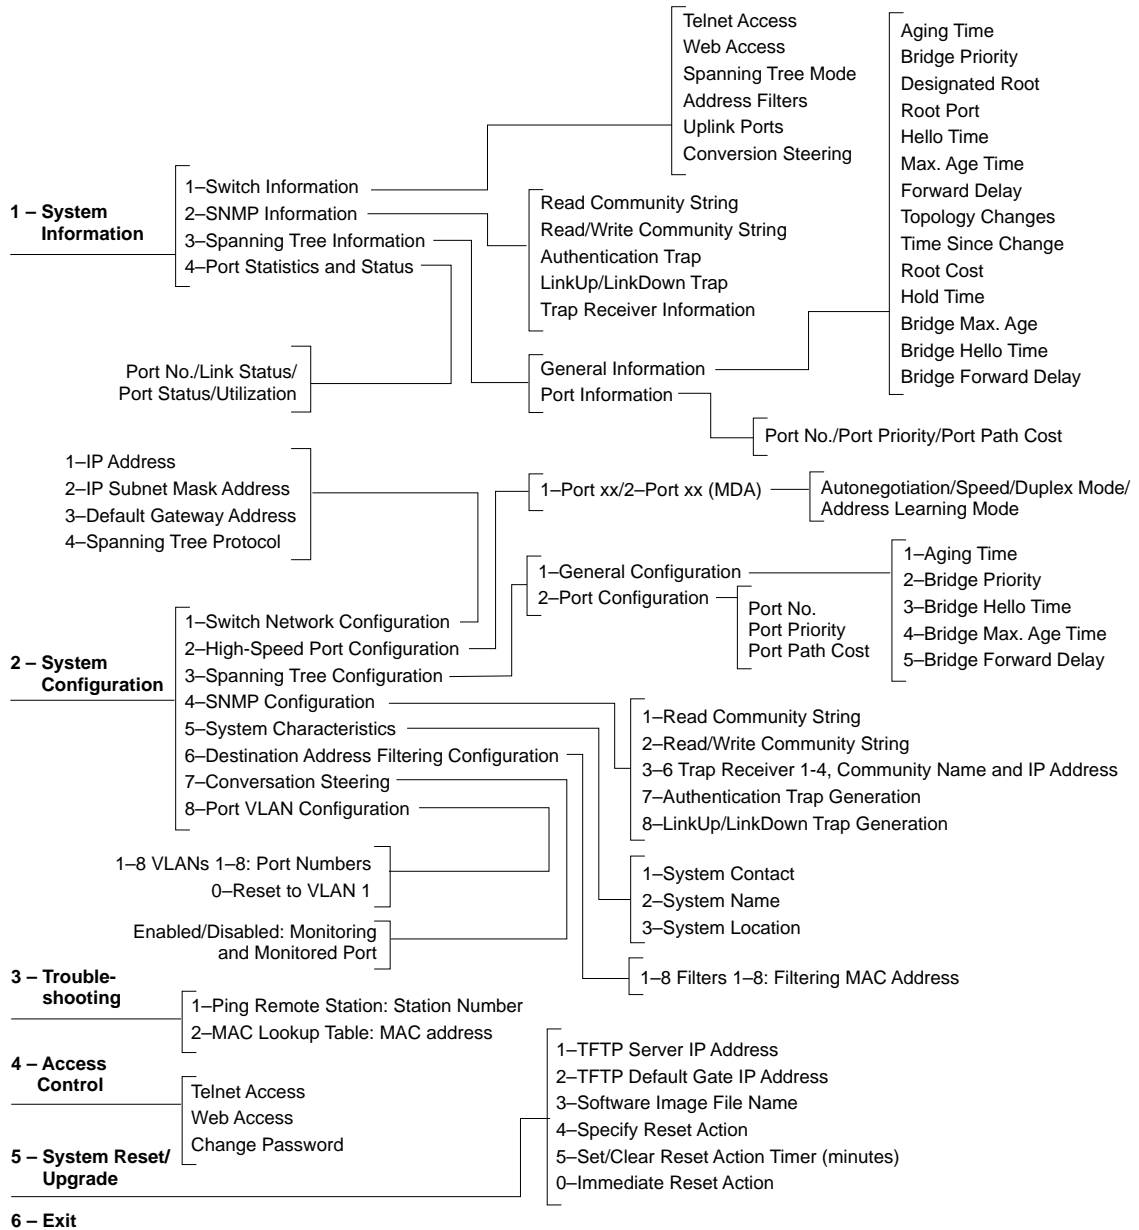 1 – System
Information
1–Switch Information
2–SNMP Information
3–Spanning Tree Information
4–Port Statistics and Status
Telnet Access
Web Access
Spanning Tree Mode
Address Filters
Uplink Ports
Conversion Steering
Read Community String
Read/Write Community String
Authentication Trap
LinkUp/LinkDown Trap
Trap Receiver Information
General Information
Port Information
Aging Time
Bridge Priority
Designated Root
Root Port
Hello Time
Max. Age Time
Forward Delay
Topology Changes
Time Since Change
Root Cost
Hold Time
Bridge Max. Age
Bridge Hello Time
Bridge Forward Delay
Port No./Port Priority/Port Path Cost
Port No./Link Status/
Port Status/Utilization
2 – System
Configuration
1–Switch Network Configuration
2–High-Speed Port Configuration
3–Spanning Tree Configuration
4–SNMP Configuration
5–System Characteristics
6–Destination Address Filtering Configuration
7–Conversation Steering
8–Port VLAN Configuration
1–IP Address
2–IP Subnet Mask Address
3–Default Gateway Address
4–Spanning Tree Protocol
1–Port xx/2–Port xx (MDA)
Autonegotiation/Speed/Duplex Mode/
Address Learning Mode
1–General Configuration
2–Port Configuration
1–Aging Time
2–Bridge Priority
3–Bridge Hello Time
4–Bridge Max. Age Time
5–Bridge Forward Delay
Port No.
Port Priority
Port Path Cost
1–Read Community String
2–Read/Write Community String
3–6 Trap Receiver 1-4, Community Name and IP Address
7–Authentication Trap Generation
8–LinkUp/LinkDown Trap Generation
1–System Contact
2–System Name
3–System Location
1–8 Filters 1–8: Filtering MAC Address
1–8 VLANs 1–8: Port Numbers
0–Reset to VLAN 1
Enabled/Disabled: Monitoring
and Monitored Port
3 – Trouble-
shooting
1–Ping Remote Station: Station Number
2–MAC Lookup Table: MAC address
4 – Access
Control
Telnet Access
Web Access
Change Password
5 – System Reset/
Upgrade
1–TFTP Server IP Address
2–TFTP Default Gate IP Address
3–Software Image File Name
4–Specify Reset Action
5–Set/Clear Reset Action Timer (minutes)
0–Immediate Reset Action
6 – Exit